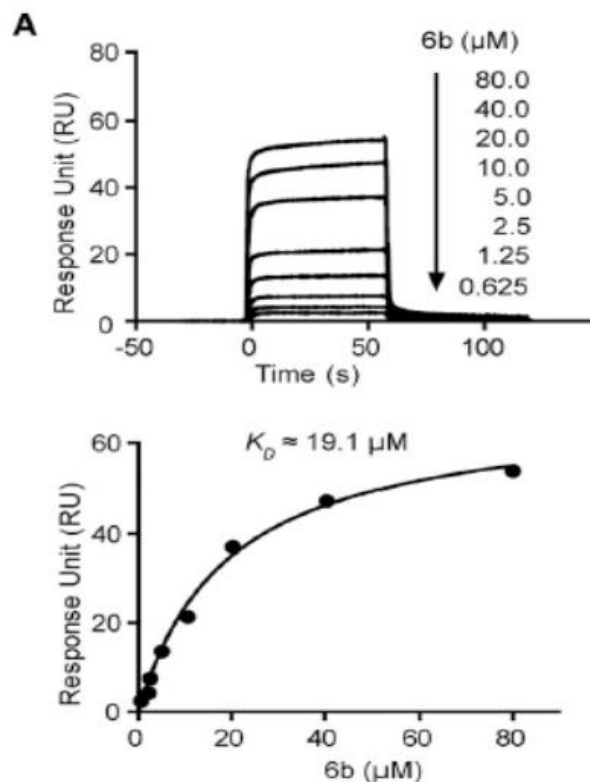 A
6b (μM)
80
60
40
20
0
80.0
40.0
20.0
10.0
5.0
2.5
1.25
0.625
Response Unit (RU)
-50 0 50 100
Time (s)
K_D ≈ 19.1 μM
60
40
20
0
Response Unit (RU)
0 20 40 60 80
6b (μM)